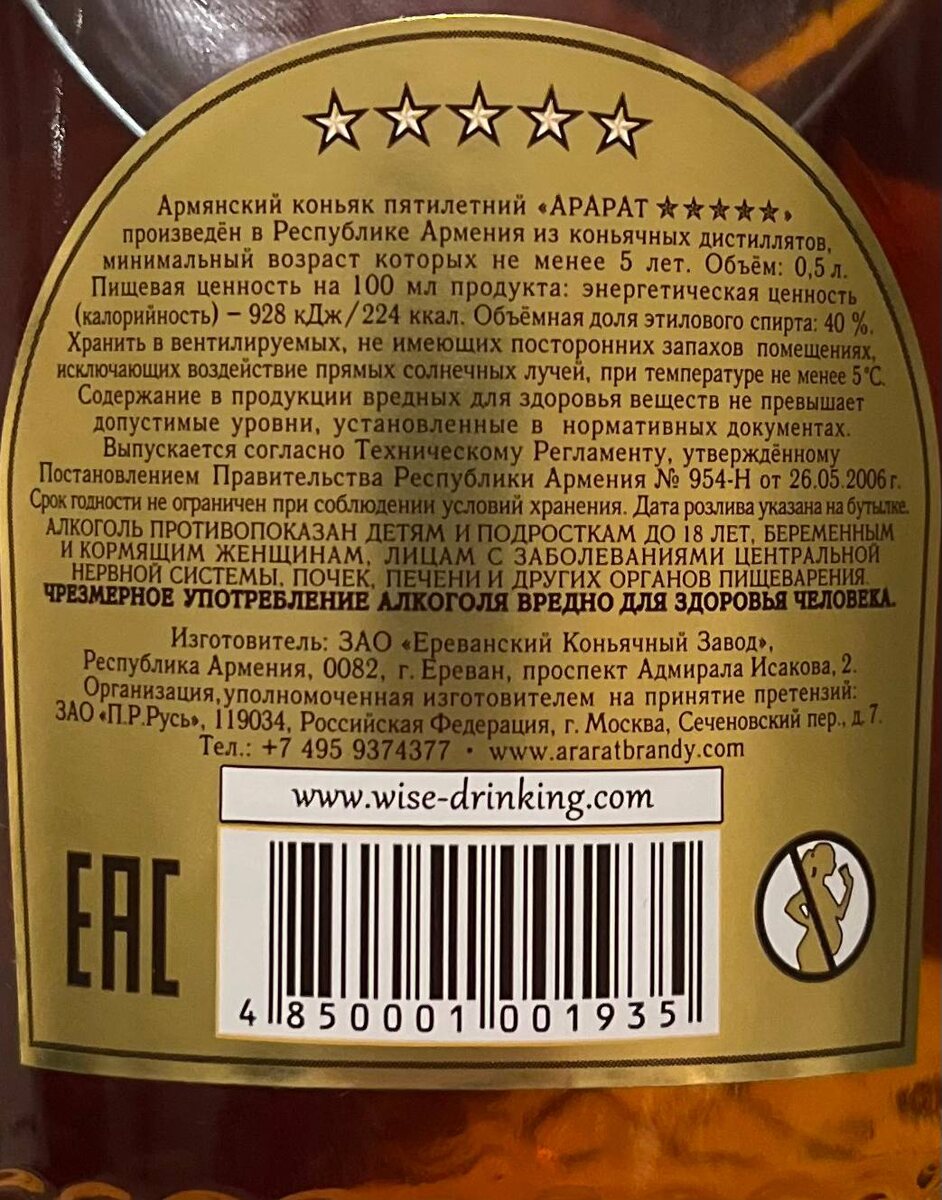 Армянский коньяк пятилетний «АРАРАТ ★★★★★»
произведён в Республике Армения из коньячных дистиллятов,
минимальный возраст которых не менее 5 лет. Объём: 0,5 л.
Пищевая ценность на 100 мл продукта: энергетическая ценность
(калорийность) – 928 кДж/224 ккал. Объёмная доля этилового спирта: 40 %.
Хранить в вентилируемых, не имеющих посторонних запахов помещениях,
исключающих воздействие прямых солнечных лучей, при температуре не менее 5°С.
Содержание в продукции вредных для здоровья веществ не превышает
допустимые уровни, установленные в нормативных документах.
Выпускается согласно Техническому Регламенту, утверждённому
Постановлением Правительства Республики Армения № 954-Н от 26.05.2006 г.
Срок годности не ограничен при соблюдении условий хранения. Дата розлива указана на бутылке.
АЛКОГОЛЬ ПРОТИВОПОКАЗАН ДЕТЯМ И ПОДРОСТКАМ ДО 18 ЛЕТ, БЕРЕМЕННЫМ
И КОРМЯЩИМ ЖЕНЩИНАМ, ЛИЦАМ С ЗАБОЛЕВАНИЯМИ ЦЕНТРАЛЬНОЙ
НЕРВНОЙ СИСТЕМЫ, ПОЧЕК, ПЕЧЕНИ И ДРУГИХ ОРГАНОВ ПИЩЕВАРЕНИЯ.
ЧРЕЗМЕРНОЕ УПОТРЕБЛЕНИЕ АЛКОГОЛЯ ВРЕДНО ДЛЯ ЗДОРОВЬЯ ЧЕЛОВЕКА.
Изготовитель: ЗАО «Ереванский Коньячный Завод»,
Республика Армения, 0082, г. Ереван, проспект Адмирала Исакова, 2.
Организация,уполномоченная изготовителем на принятие претензий:
ЗАО «П.Р.Русь», 119034, Российская Федерация, г. Москва, Сеченовский пер., д. 7.
Тел.: +7 495 9374377 • www.araratbrandy.com
www.wise-drinking.com
EAC
4 850001 001935